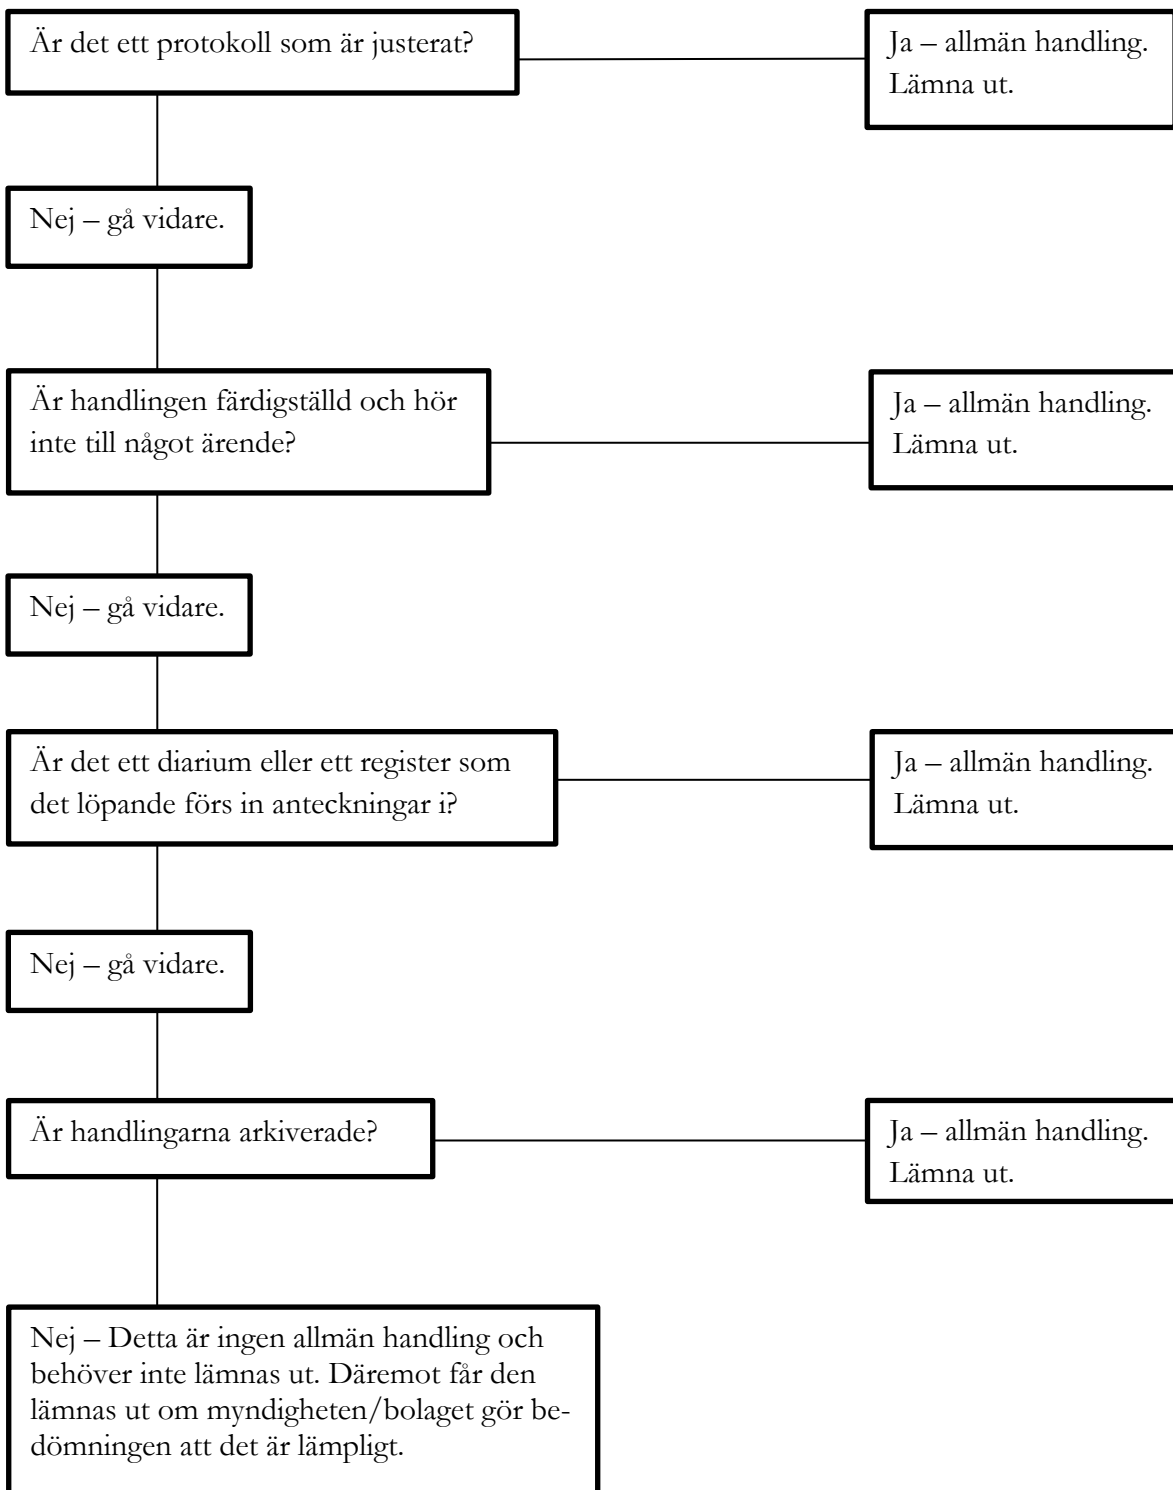 Är det ett protokoll som är justerat?
Ja – allmän handling.
Lämna ut.
Nej – gå vidare.
Är handlingen färdigställd och hör
inte till något ärende?
Ja – allmän handling.
Lämna ut.
Nej – gå vidare.
Är det ett diarium eller ett register som
det löpande förs in anteckningar i?
Ja – allmän handling.
Lämna ut.
Nej – gå vidare.
Är handlingarna arkiverade?
Ja – allmän handling.
Lämna ut.
Nej – Detta är ingen allmän handling och
behöver inte lämnas ut. Däremot får den
lämnas ut om myndigheten/bolaget gör be-
dömningen att det är lämpligt.